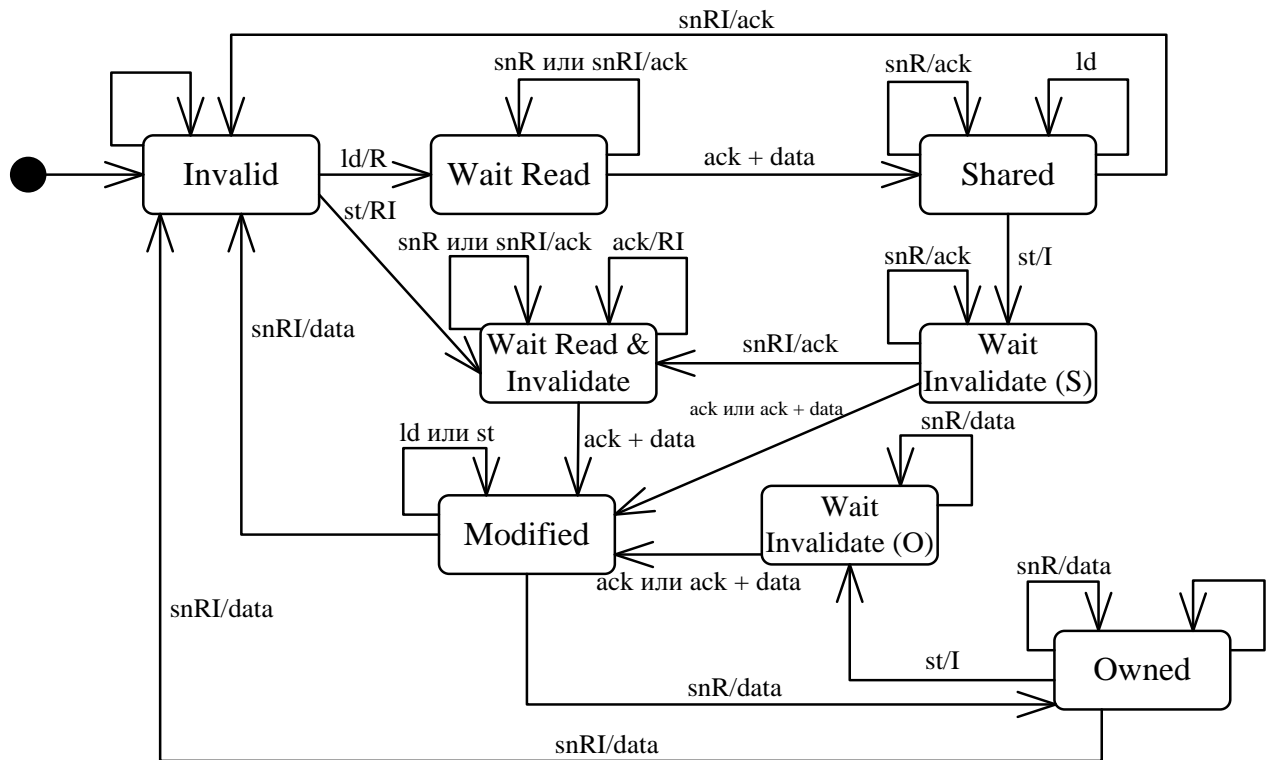 snRI/ack
snR или snRI/ack
snR/ack
ld
Invalid
ld/R
Wait Read
ack + data
Shared
st/RI
snR или snRI/ack
ack/RI
snR/ack
st/I
snRI/data
Wait Read &
Invalidate
snRI/ack
Wait
Invalidate (S)
ack или ack + data
ld или st
ack + data
snR/data
Modified
Wait
Invalidate (O)
ack или ack + data
snR/data
snRI/data
st/I
Owned
snR/data
snRI/data